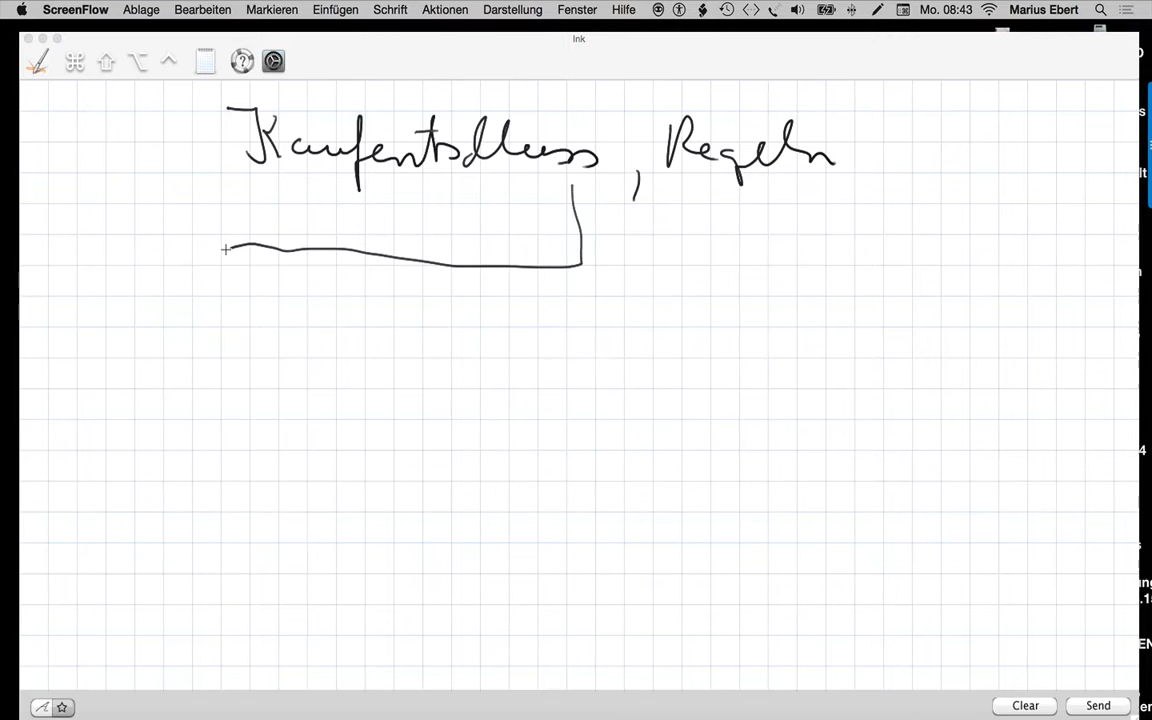 ScreenFlow Ablage Bearbeiten Markieren Einfügen Schrift Aktionen Darstellung Fenster Hilfe Mo. 08:43 Marius Ebert
Ink
Kaufentschluss, Regeln
Clear Send